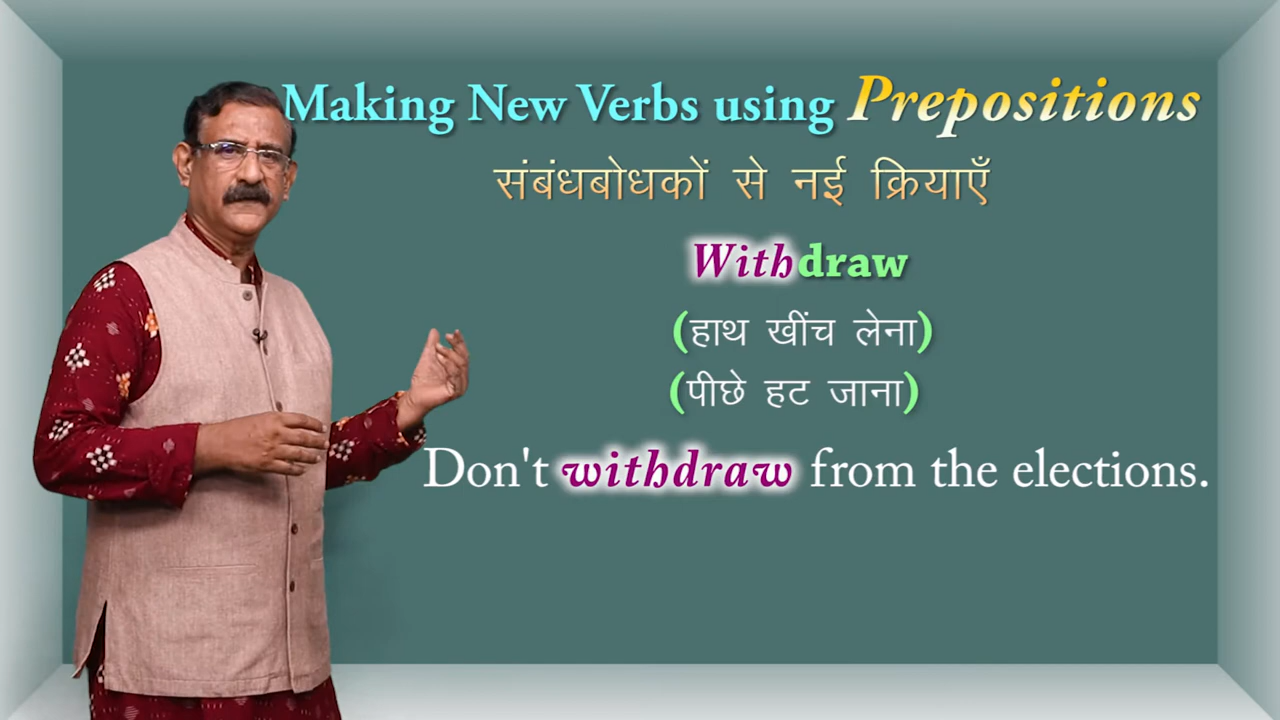 Making New Verbs using Prepositions
संबंधबोधकों से नई क्रियाएँ
Withdraw
(हाथ खींच लेना)
(पीछे हट जाना)
Don't withdraw from the elections.